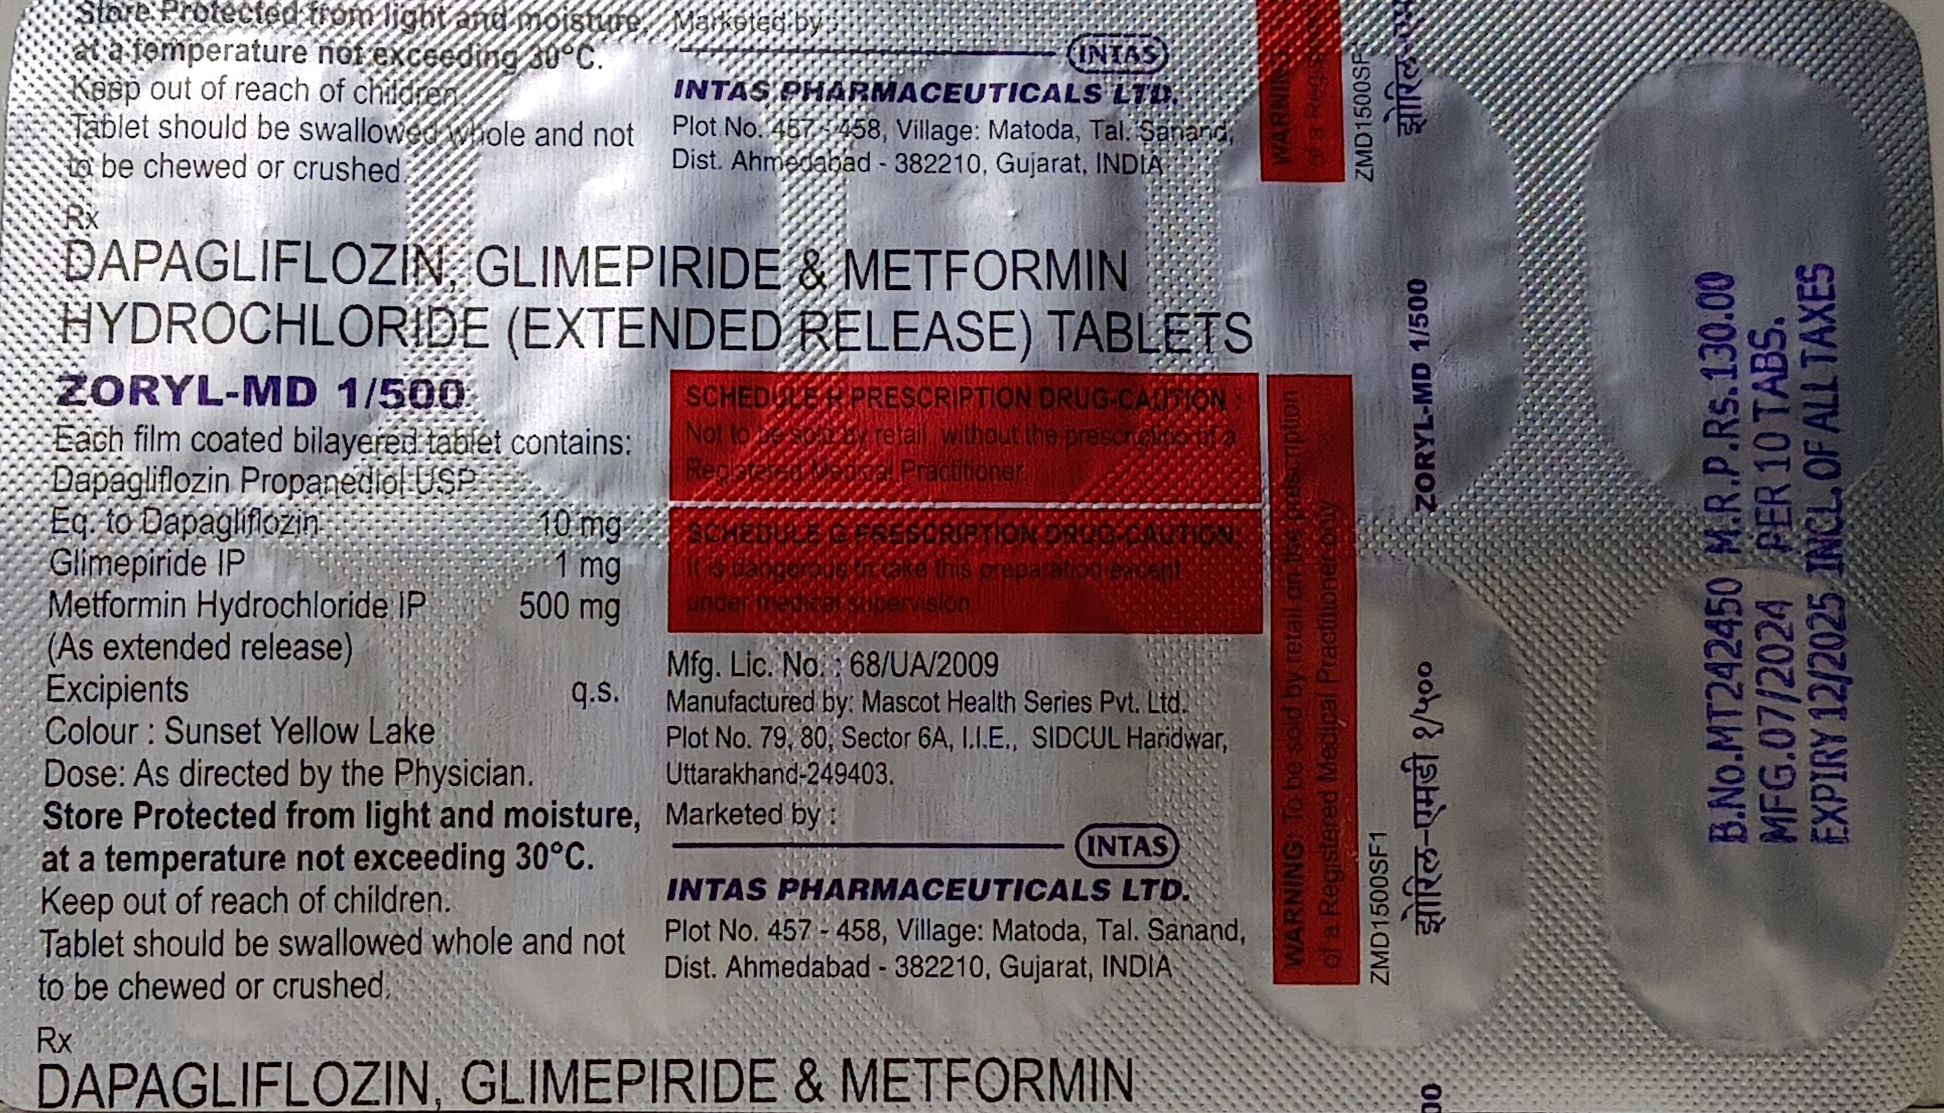 Store Protected from light and moisture,
at a temperature not exceeding 30°C.
Keep out of reach of children.
Tablet should be swallowed whole and not
to be chewed or crushed.
Marketed by :
INTAS
INTAS PHARMACEUTICALS LTD.
Plot No. 457 - 458, Village: Matoda, Tal. Sanand,
Dist. Ahmedabad - 382210, Gujarat, INDIA
Rx
DAPAGLIFLOZIN, GLIMEPIRIDE & METFORMIN
HYDROCHLORIDE (EXTENDED RELEASE) TABLETS
ZORYL-MD 1/500
Each film coated bilayered tablet contains:
Dapagliflozin Propanediol USP
Eq. to Dapagliflozin 10 mg
Glimepiride IP 1 mg
Metformin Hydrochloride IP 500 mg
(As extended release)
Excipients q.s.
Colour : Sunset Yellow Lake
Dose: As directed by the Physician.
Store Protected from light and moisture,
at a temperature not exceeding 30°C.
Keep out of reach of children.
Tablet should be swallowed whole and not
to be chewed or crushed.
SCHEDULE H PRESCRIPTION DRUG-CAUTION :
Not to be sold by retail, without the prescription of a
Registered Medical Practitioner.
SCHEDULE G PRESCRIPTION DRUG-CAUTION:
It is dangerous to take this preparation except
under medical supervision.
Mfg. Lic. No. : 68/UA/2009
Manufactured by: Mascot Health Series Pvt. Ltd.
Plot No. 79, 80, Sector 6A, I.I.E., SIDCUL Haridwar,
Uttarakhand-249403.
Marketed by :
INTAS
INTAS PHARMACEUTICALS LTD.
Plot No. 457 - 458, Village: Matoda, Tal. Sanand,
Dist. Ahmedabad - 382210, Gujarat, INDIA
Rx
DAPAGLIFLOZIN, GLIMEPIRIDE & METFORMIN
WARNING:
of a Registered
ZMD1500SF
झोरिल-एम
WARNING: To be sold by retail on the prescription
of a Registered Medical Practitioner only
ZMD1500SF1
झोरिल-एमडी १/५०० ZORYL-MD 1/500
00
B.No.MT242450 M.R.P.Rs.130.00
MFG.07/2024 PER 10 TABS.
EXPIRY 12/2025 INCL. OF ALL TAXES